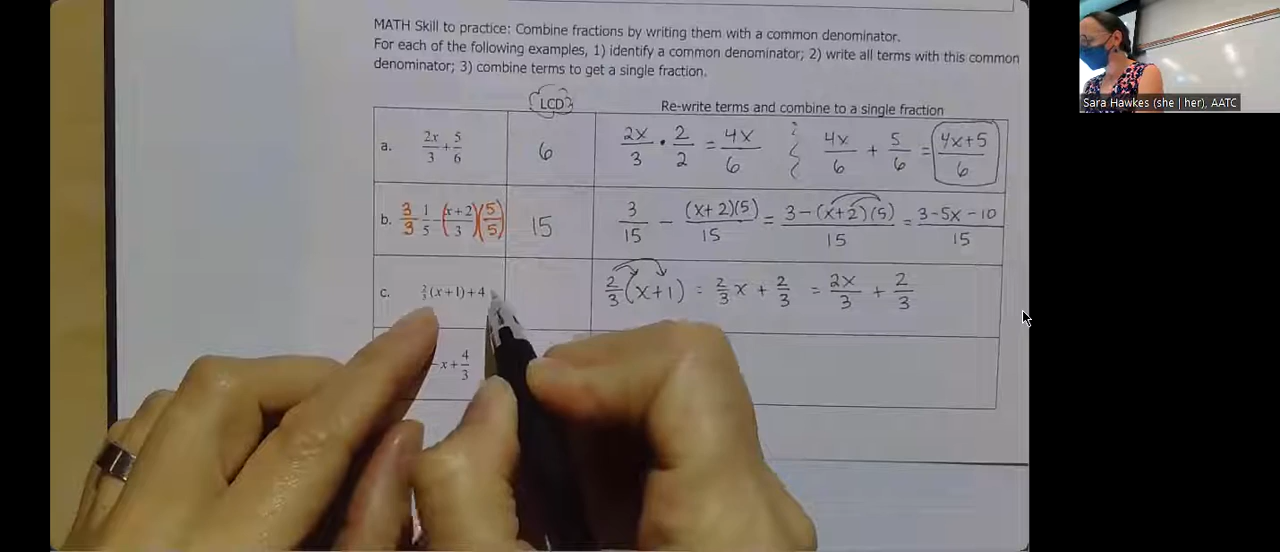 MATH Skill to practice: Combine fractions by writing them with a common denominator.
For each of the following examples, 1) identify a common denominator; 2) write all terms with this common
denominator; 3) combine terms to get a single fraction.
LCD
Re-write terms and combine to a single fraction
a. 2x/3 + 5/6
6
2x/3 • 2/2 = 4x/6
4x/6 + 5/6 = 4x+5/6
b. 3/3 1/5 - (x+2/3)(5/5)
15
3/15 - (x+2)(5)/15 = 3-(x+2)(5)/15 = 3-5x-10/15
c. 2/3(x+1)+4
2/3(x+1) = 2/3x + 2/3 = 2x/3 + 2/3
x + 4/3
Sara Hawkes (she | her), AATC